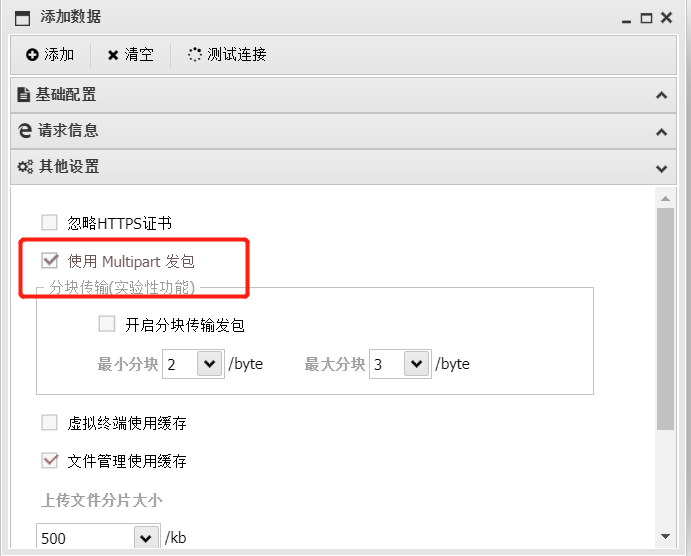 添加数据
添加 清空 测试连接
基础配置
请求信息
其他设置
忽略HTTPS证书
使用 Multipart 发包
分块传输(实验性功能)
开启分块传输发包
最小分块 2 /byte 最大分块 3 /byte
虚拟终端使用缓存
文件管理使用缓存
上传文件分片大小
500 /kb